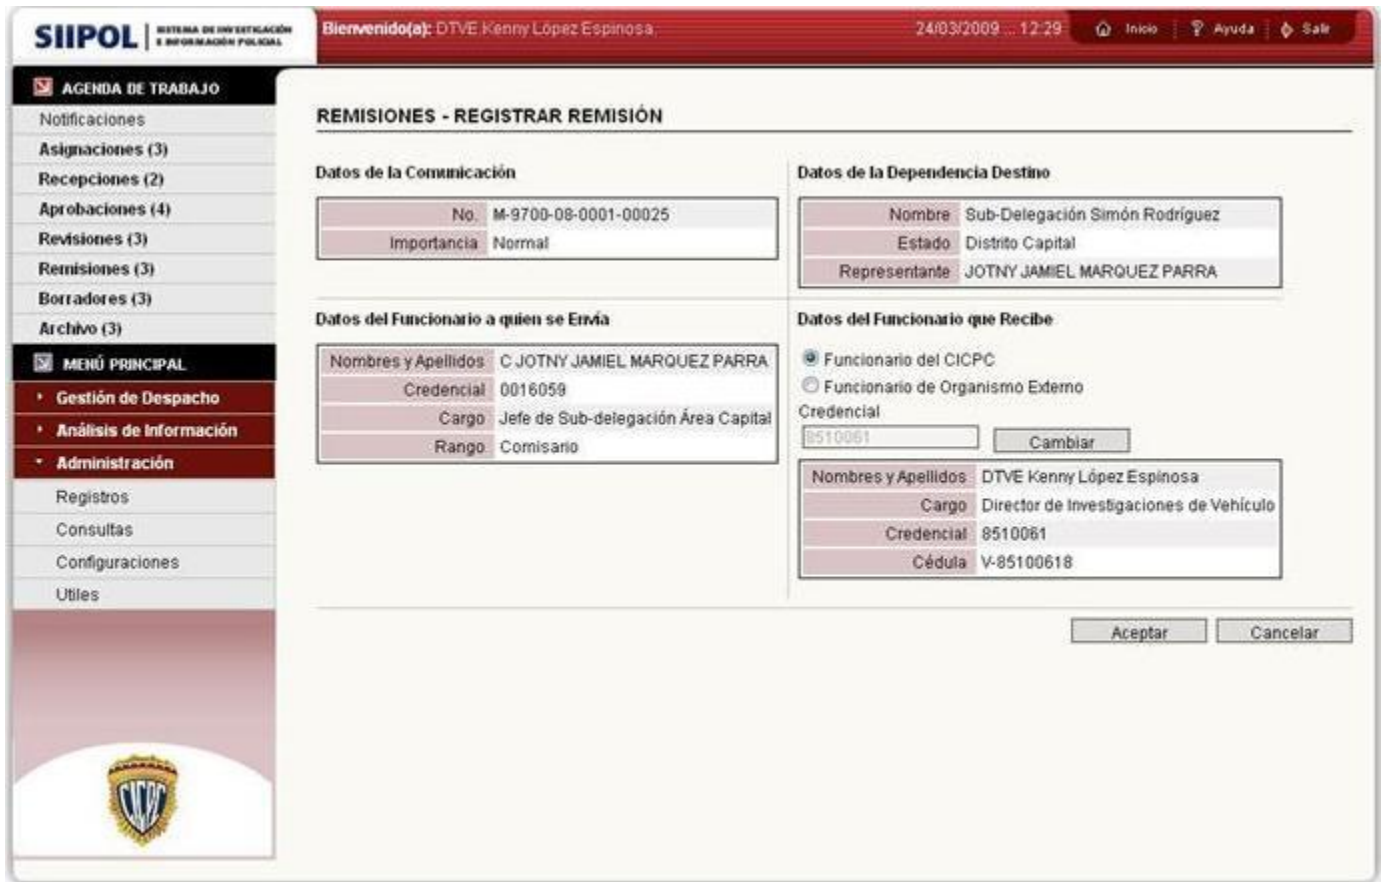 SIIPOL SISTEMA DE INVESTIGACIÓN
E INFORMACIÓN POLICIAL
Bienvenido(a): DTVE Kenny López Espinosa.
24/03/2009 ... 12:29
Inicio
Ayuda
Salir
AGENDA DE TRABAJO
Notificaciones
Asignaciones (3)
Recepciones (2)
Aprobaciones (4)
Revisiones (3)
Remisiones (3)
Borradores (3)
Archivo (3)
MENÚ PRINCIPAL
Gestión de Despacho
Análisis de Información
Administración
Registros
Consultas
Configuraciones
Utiles
CICPC
REMISIONES - REGISTRAR REMISIÓN
Datos de la Comunicación
No. M-9700-08-0001-00025
Importancia Normal
Datos de la Dependencia Destino
Nombre Sub-Delegación Simón Rodríguez
Estado Distrito Capital
Representante JOTNY JAMIEL MARQUEZ PARRA
Datos del Funcionario a quien se Envía
Nombres y Apellidos C JOTNY JAMIEL MARQUEZ PARRA
Credencial 0016059
Cargo Jefe de Sub-delegación Área Capital
Rango Comisario
Datos del Funcionario que Recibe
Funcionario del CICPC
Funcionario de Organismo Externo
Credencial
8510061
Cambiar
Nombres y Apellidos DTVE Kenny López Espinosa
Cargo Director de Investigaciones de Vehículo
Credencial 8510061
Cédula V-85100618
Aceptar
Cancelar